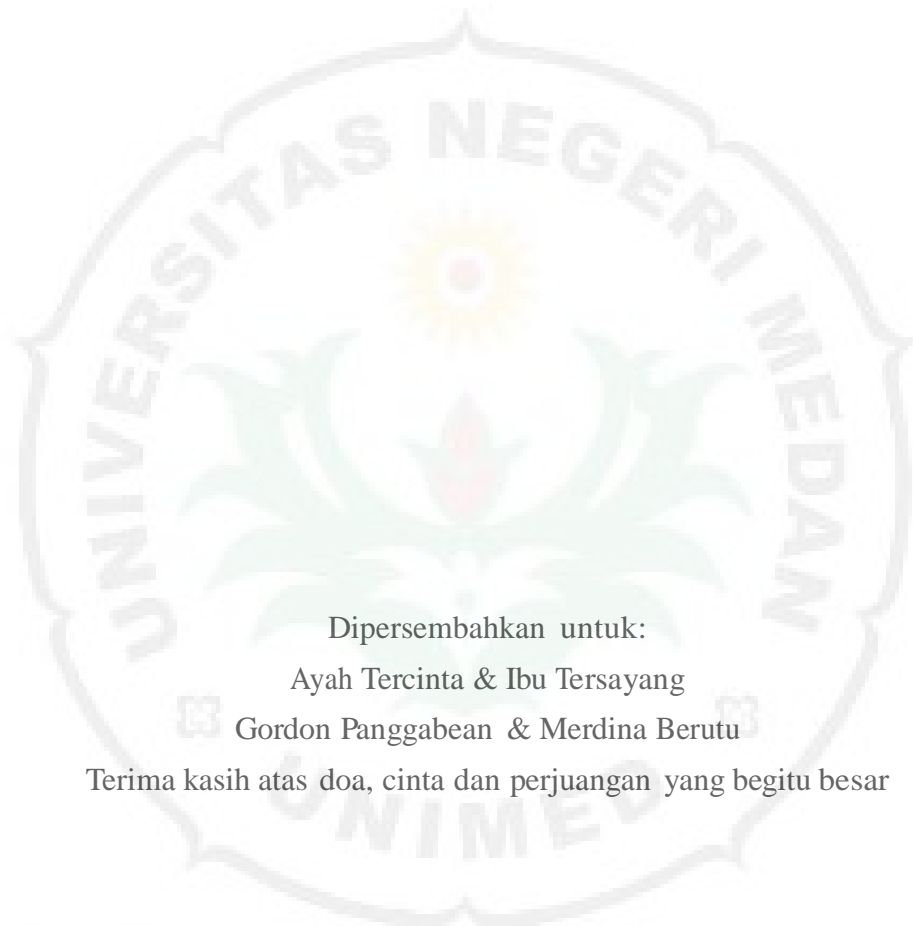 UNIVERSITAS NEGERI MEDAN
Dipersembahkan untuk:
Ayah Tercinta & Ibu Tersayang
Gordon Panggabean & Merdina Berutu
Terima kasih atas doa, cinta dan perjuangan yang begitu besar
UNIMED